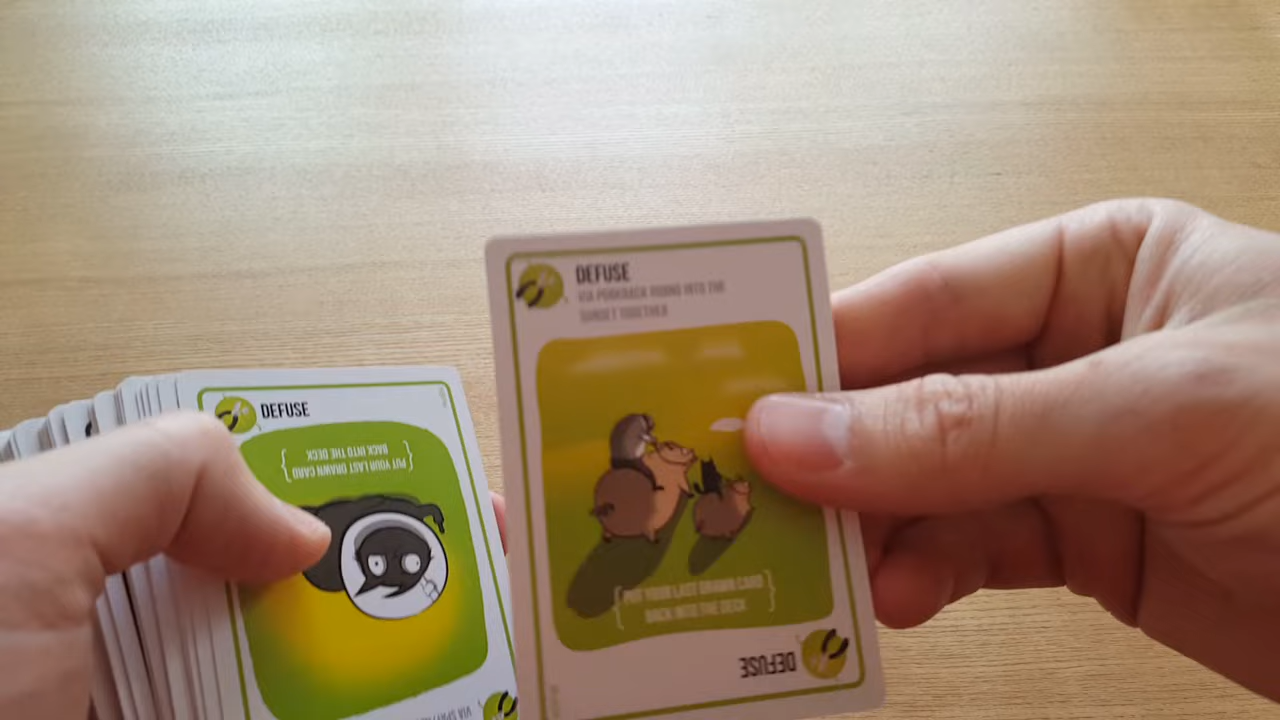 DEFUSE
PUT YOUR LAST DRAWN CARD
BACK INTO THE DECK
DEFUSE
VIA PORKBACK RIDING INTO THE
SUNSET TOGETHER
PUT YOUR LAST DRAWN CARD
BACK INTO THE DECK
DEFUSE